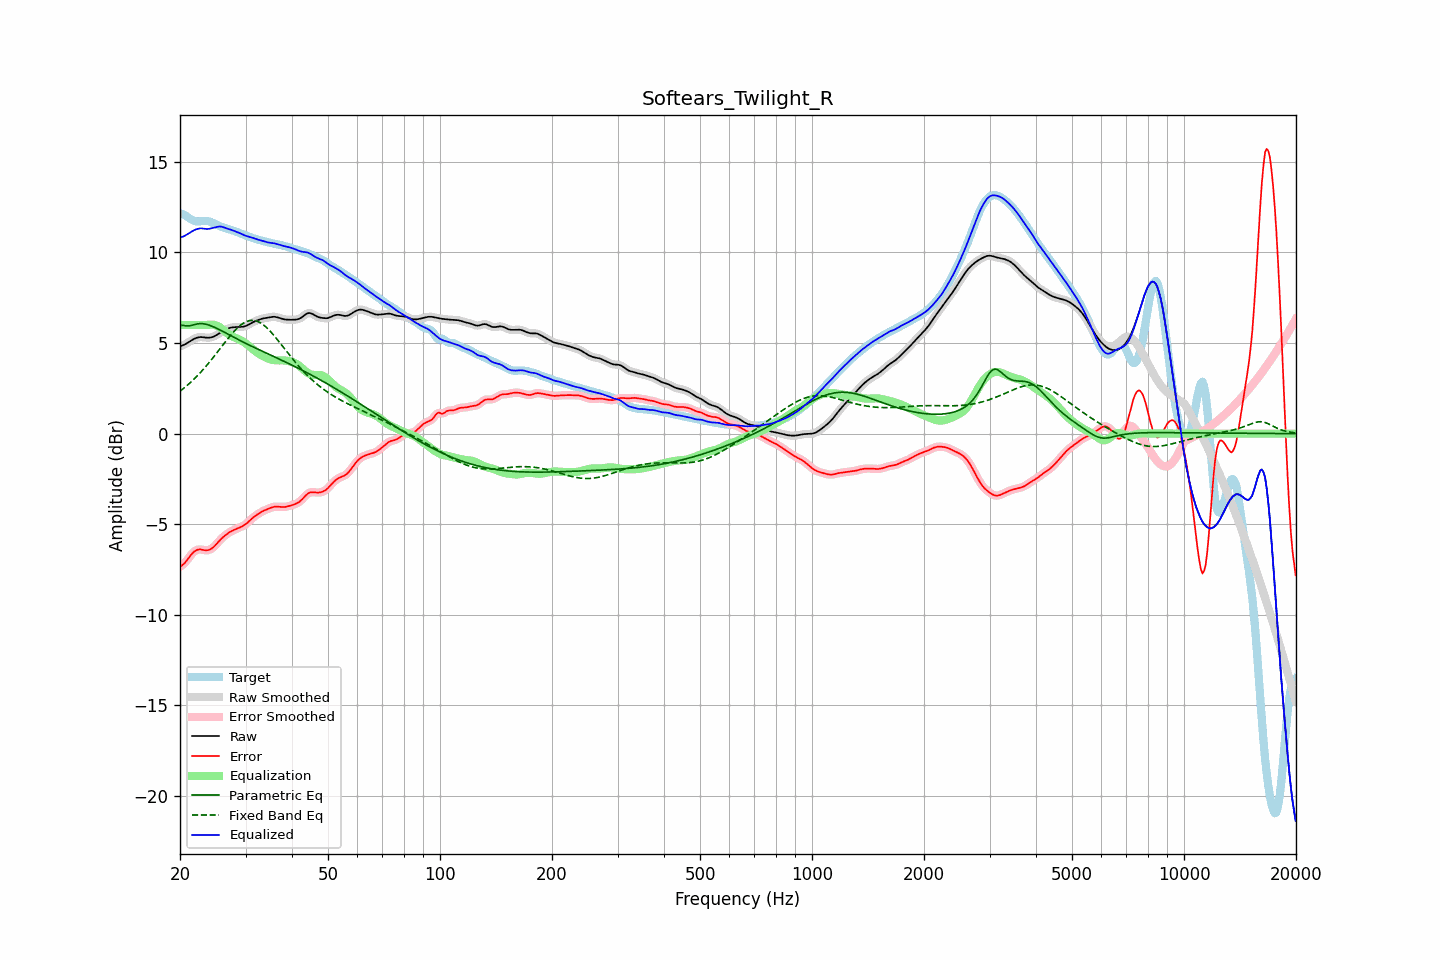 Softears_Twilight_R
Amplitude (dBr)
15
10
5
0
−5
−10
−15
−20
Target
Raw Smoothed
Error Smoothed
Raw
Error
Equalization
Parametric Eq
Fixed Band Eq
Equalized
20
50
100
200
500
1000
2000
5000
10000
20000
Frequency (Hz)